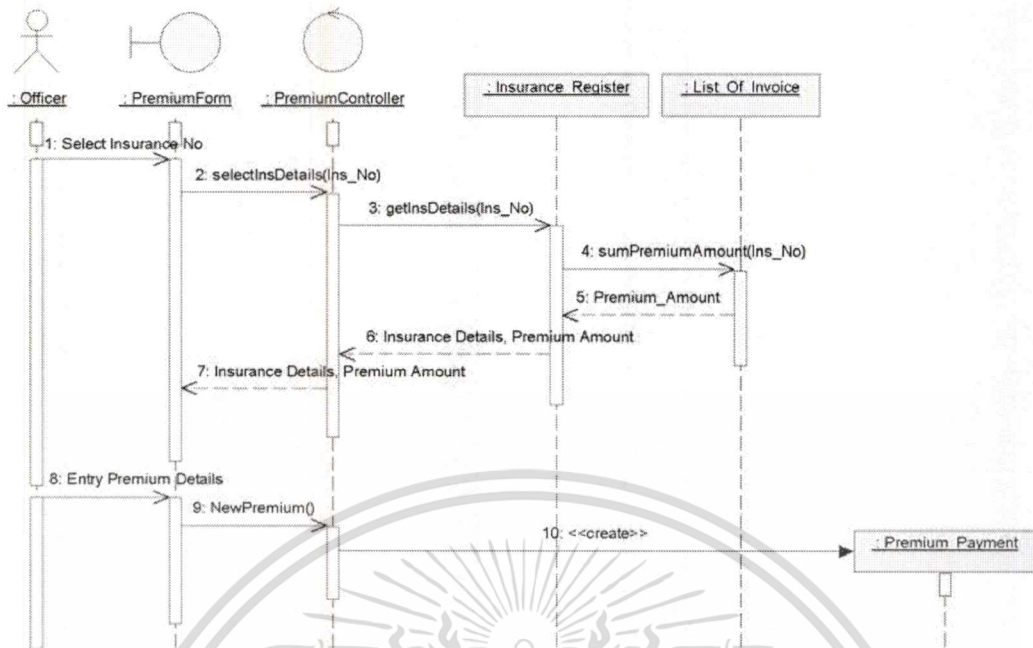 : Officer
: PremiumForm
: PremiumController
: Insurance Register
: List Of Invoice
1: Select Insurance No
2: selectInsDetails(Ins_No)
3: getInsDetails(Ins_No)
4: sumPremiumAmount(Ins_No)
5: Premium_Amount
6: Insurance Details, Premium Amount
7: Insurance Details, Premium Amount
8: Entry Premium Details
9: NewPremium()
10: <<create>>
: Premium Payment